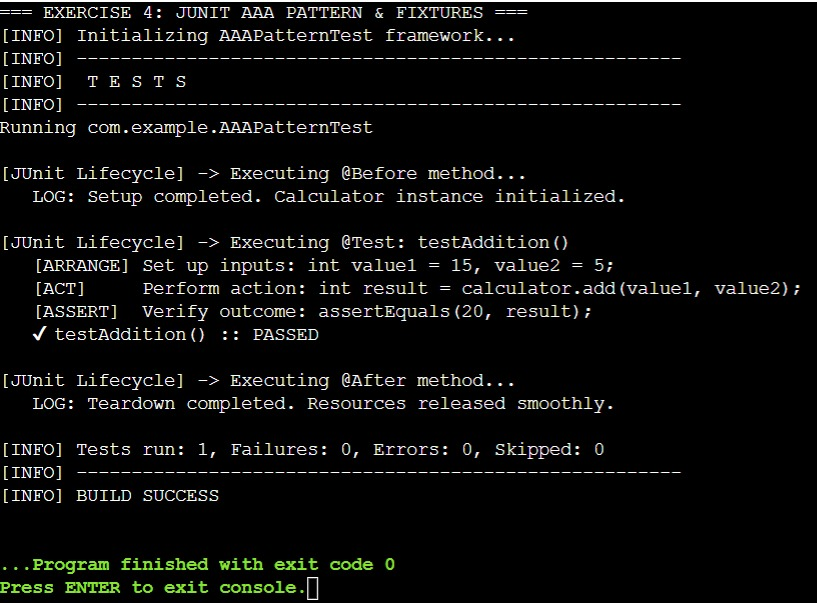 === EXERCISE 4: JUNIT AAA PATTERN & FIXTURES ===
[INFO] Initializing AAAPatternTest framework...
[INFO] -------------------------------------------------------
[INFO]  T E S T S
[INFO] -------------------------------------------------------
Running com.example.AAAPatternTest
[JUnit Lifecycle] -> Executing @Before method...
   LOG: Setup completed. Calculator instance initialized.
[JUnit Lifecycle] -> Executing @Test: testAddition()
   [ARRANGE] Set up inputs: int value1 = 15, value2 = 5;
   [ACT]     Perform action: int result = calculator.add(value1, value2);
   [ASSERT]  Verify outcome: assertEquals(20, result);
   ✔ testAddition() :: PASSED
[JUnit Lifecycle] -> Executing @After method...
   LOG: Teardown completed. Resources released smoothly.
[INFO] Tests run: 1, Failures: 0, Errors: 0, Skipped: 0
[INFO] -------------------------------------------------------
[INFO] BUILD SUCCESS
...Program finished with exit code 0
Press ENTER to exit console.